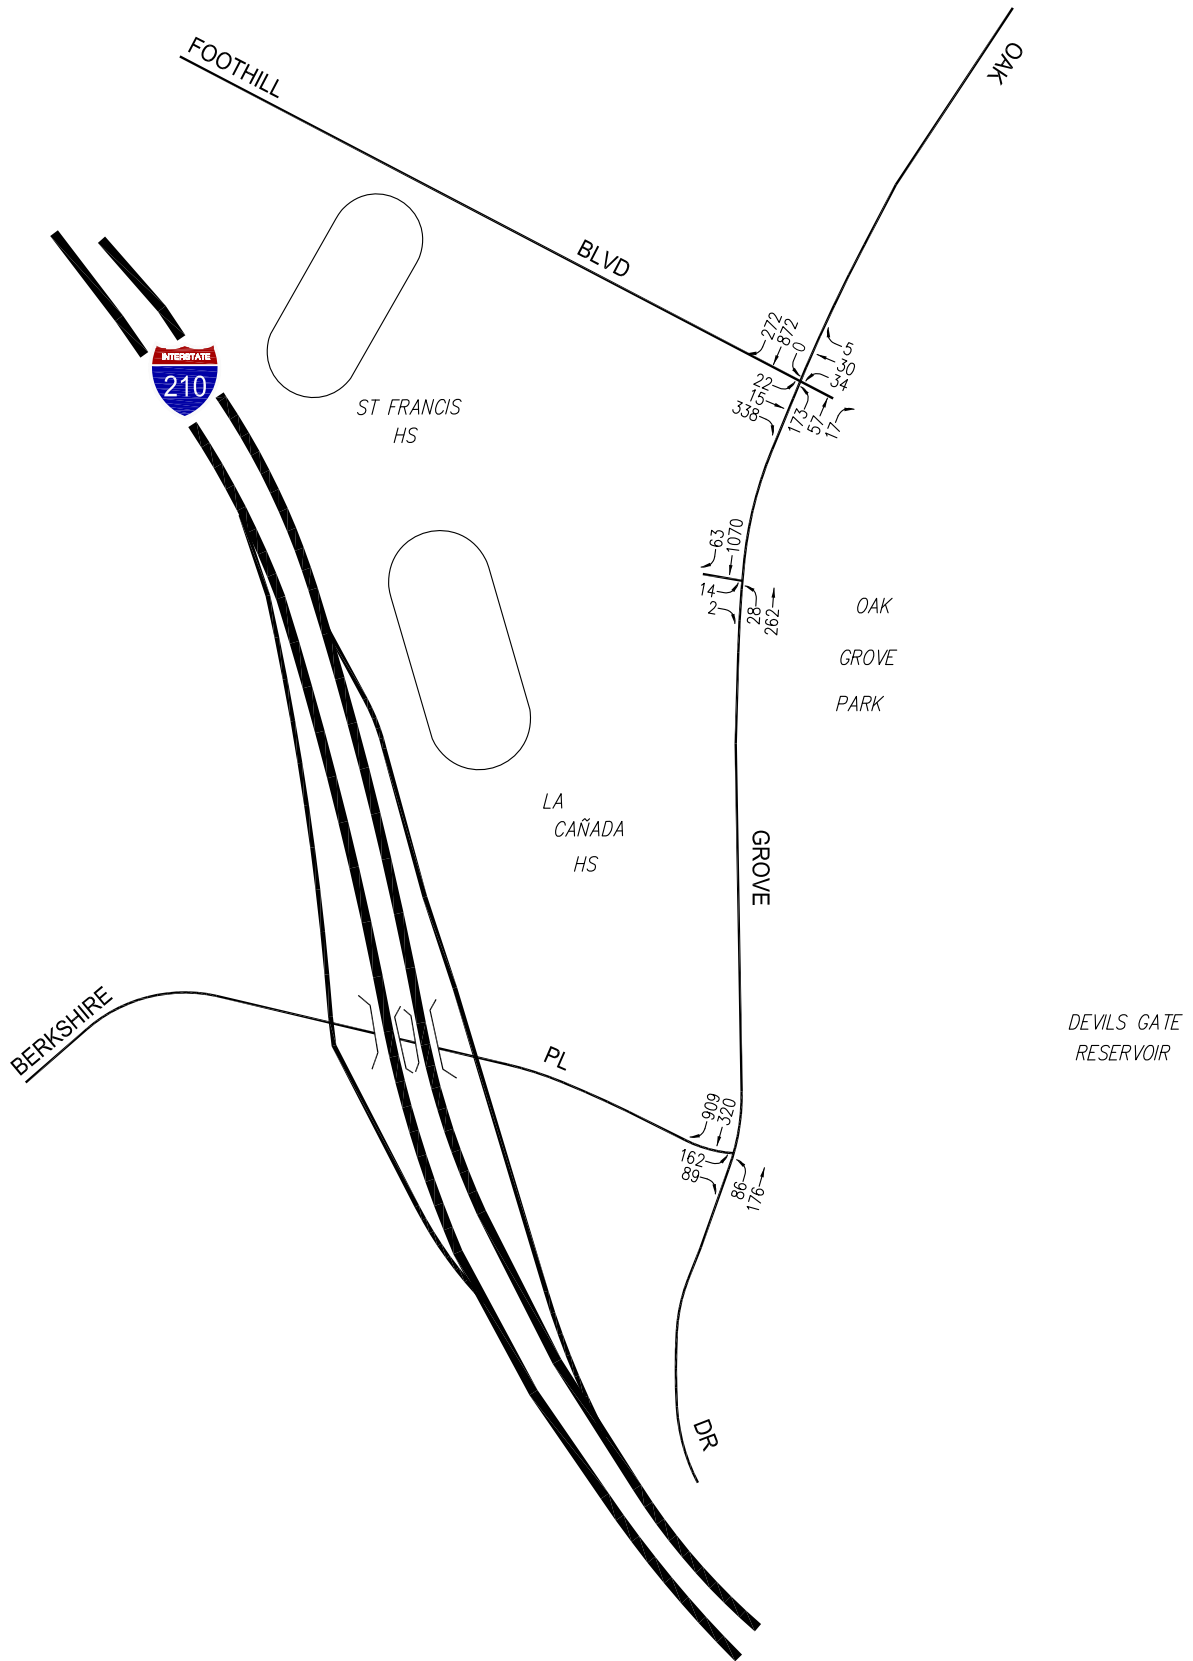 OAK
FOOTHILL
BLVD
272
872
0
5
30
34
22
15
338
173
57
17
INTERSTATE
210
ST FRANCIS
HS
63
1070
14
2
28
262
OAK
GROVE
PARK
LA
CAÑADA
HS
GROVE
BERKSHIRE
PL
DEVILS GATE
RESERVOIR
909
320
162
89
86
176
DR